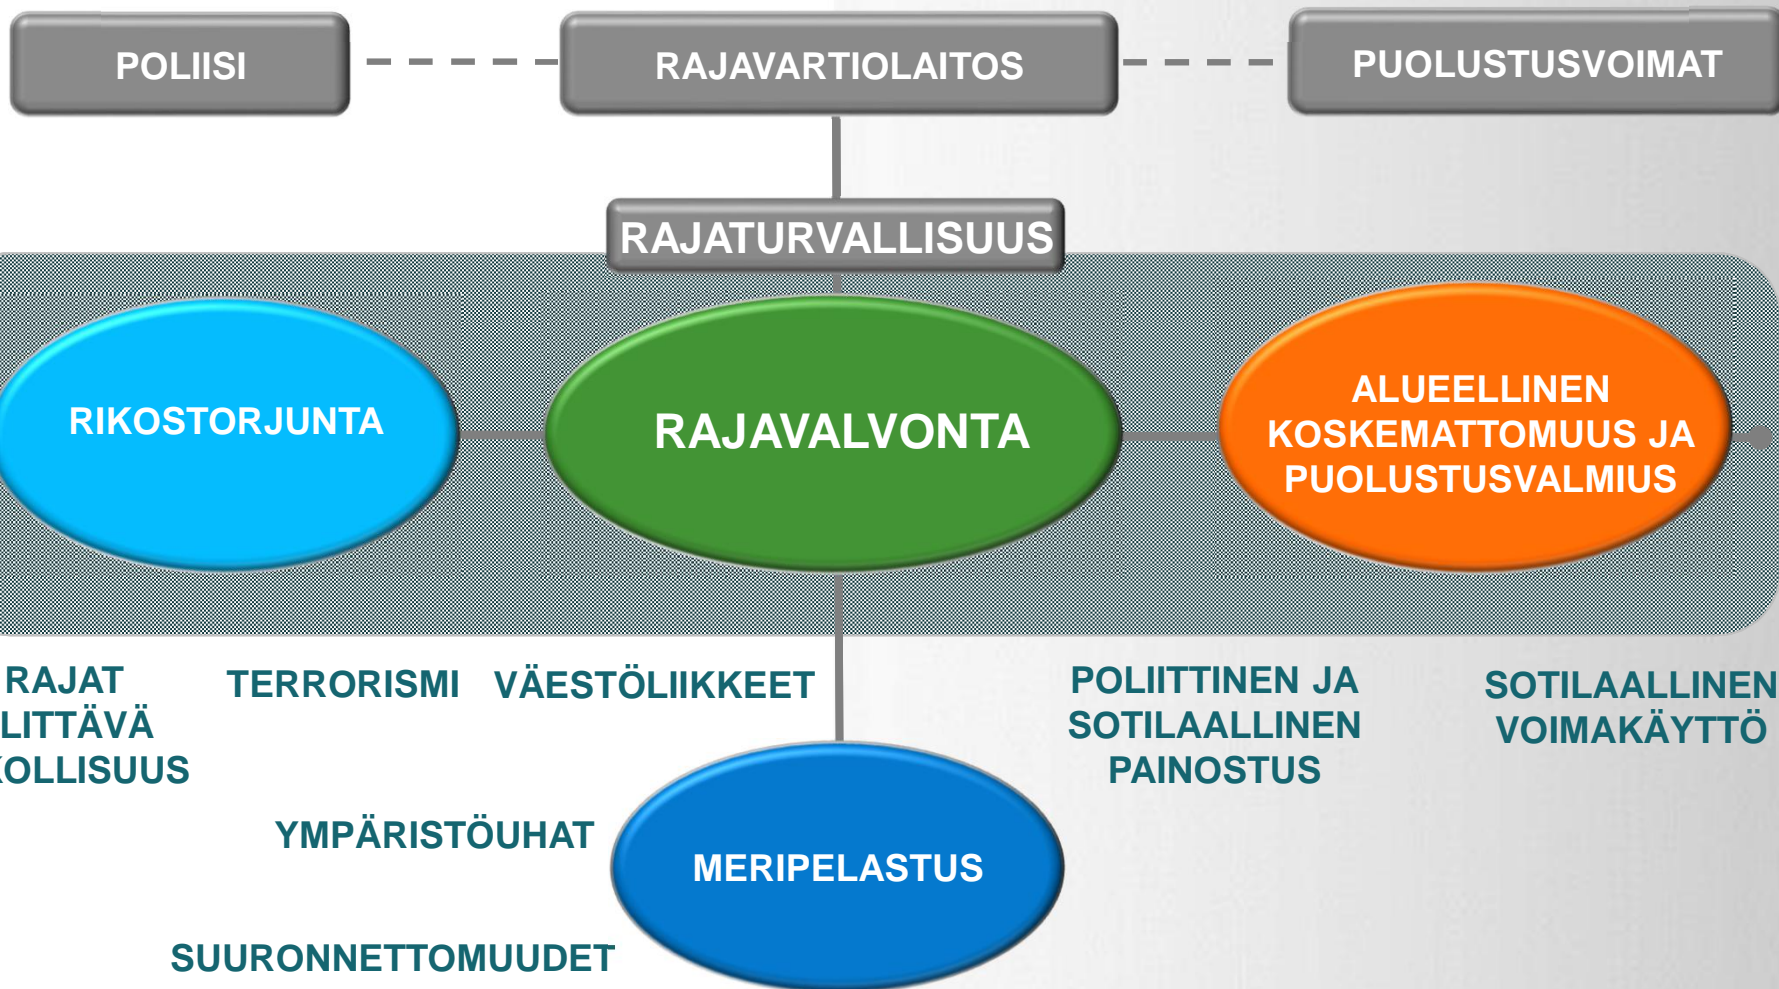 POLIISI
RAJAVARTIOLAITOS
PUOLUSTUSVOIMAT
RAJATURVALLISUUS
RIKOSTORJUNTA
RAJAVALVONTA
ALUEELLINEN
KOSKEMATTOMUUS JA
PUOLUSTUSVALMIUS
RAJAT
LITTÄVÄ
KOLLISUUS
TERRORISMI
VÄESTÖLIIKKEET
POLIITTINEN JA
SOTILAALLINEN
PAINOSTUS
SOTILAALLINEN
VOIMAKÄYTTÖ
YMPÄRISTÖUHAT
MERIPELASTUS
SUURONNETTOMUUDET